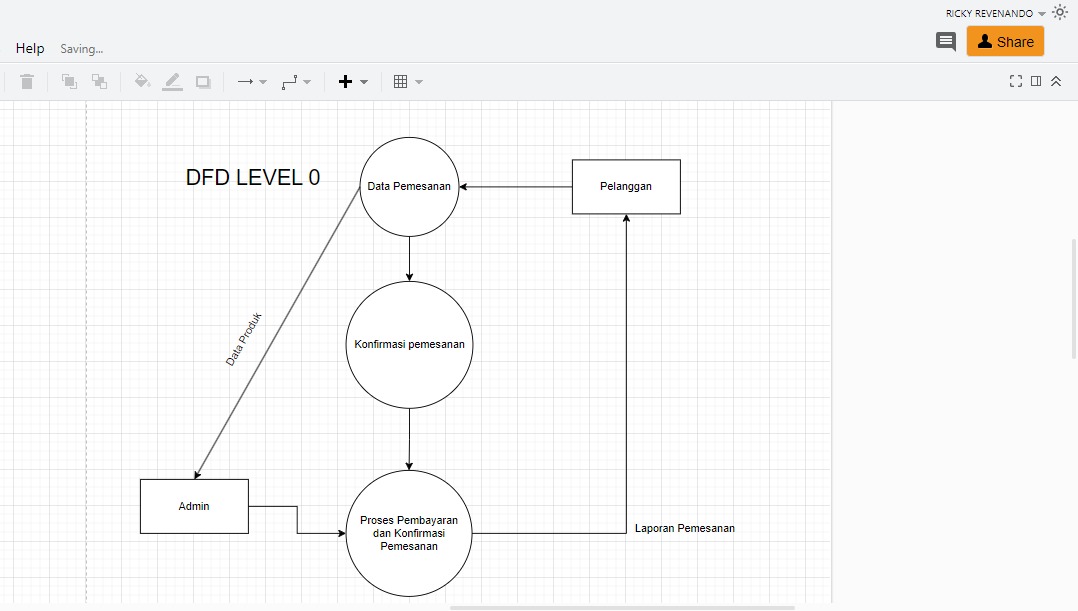 RICKY REVENANDO
Help
Saving...
Share
DFD LEVEL 0
Data Pemesanan
Pelanggan
Data Produk
Konfirmasi pemesanan
Admin
Proses Pembayaran
dan Konfirmasi
Pemesanan
Laporan Pemesanan